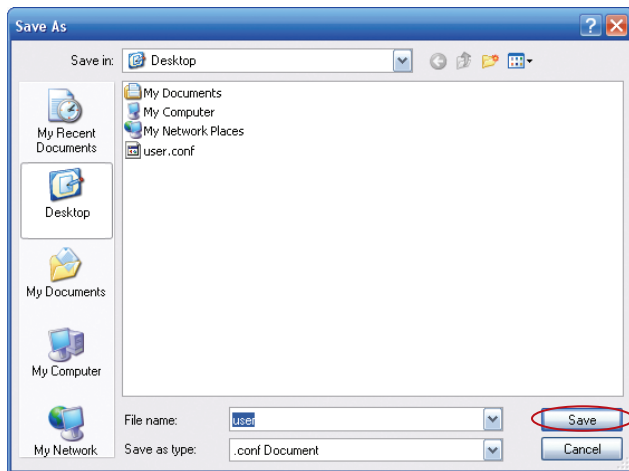 Save As
Save in: Desktop
My Recent
Documents
Desktop
My Documents
My Computer
My Network
My Documents
My Computer
My Network Places
user.conf
File name: user
Save
Save as type: .conf Document
Cancel